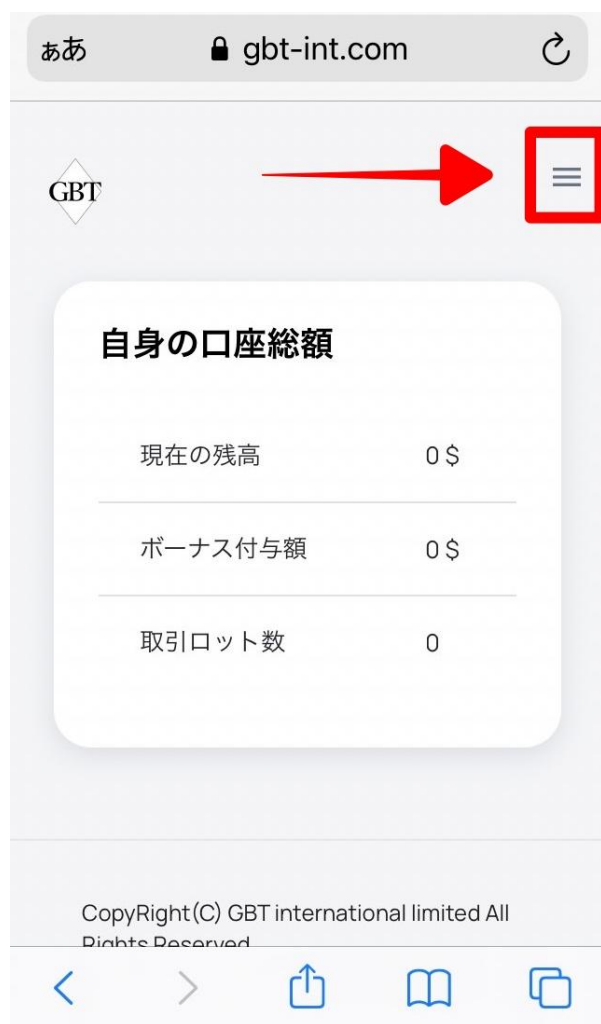 ぁあ gbt-int.com
GBT
自身の口座総額
現在の残高 0 $
ボーナス付与額 0 $
取引ロット数 0
CopyRight(C) GBT international limited All
Rights Reserved